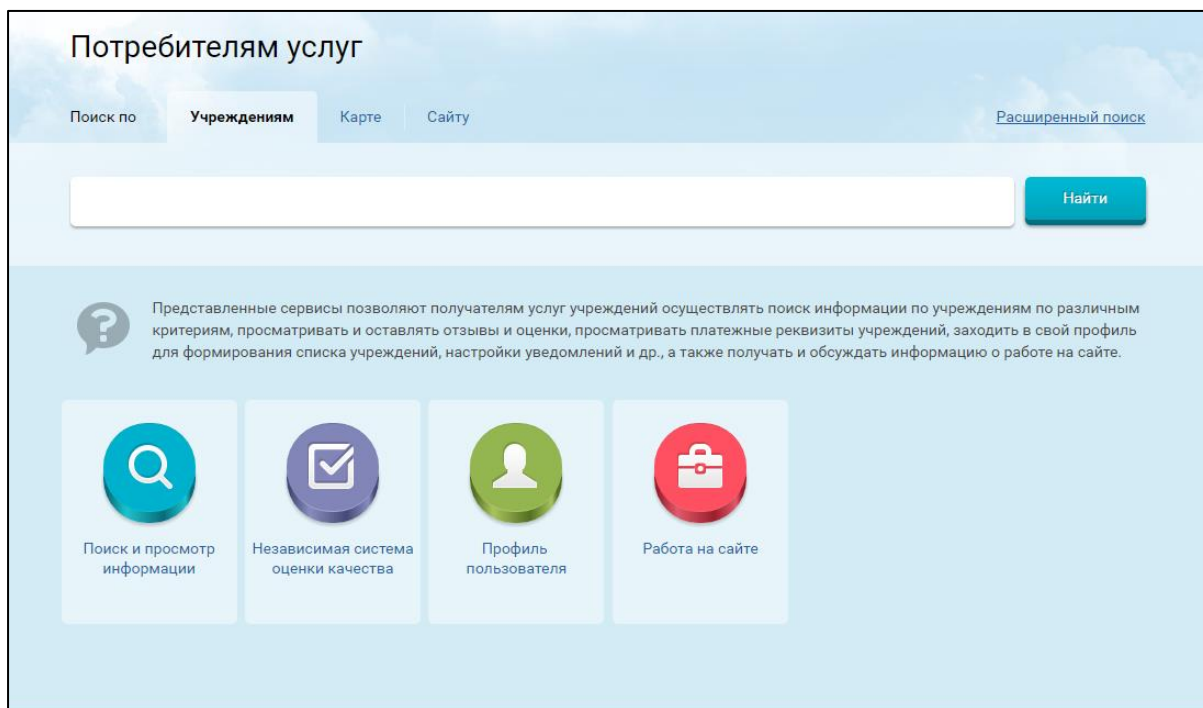 Потребителям услуг
Поиск по Учреждениям Карте Сайту Расширенный поиск
Найти
Представленные сервисы позволяют получателям услуг учреждений осуществлять поиск информации по учреждениям по различным
критериям, просматривать и оставлять отзывы и оценки, просматривать платежные реквизиты учреждений, заходить в свой профиль
для формирования списка учреждений, настройки уведомлений и др., а также получать и обсуждать информацию о работе на сайте.
Поиск и просмотр
информации
Независимая система
оценки качества
Профиль
пользователя
Работа на сайте